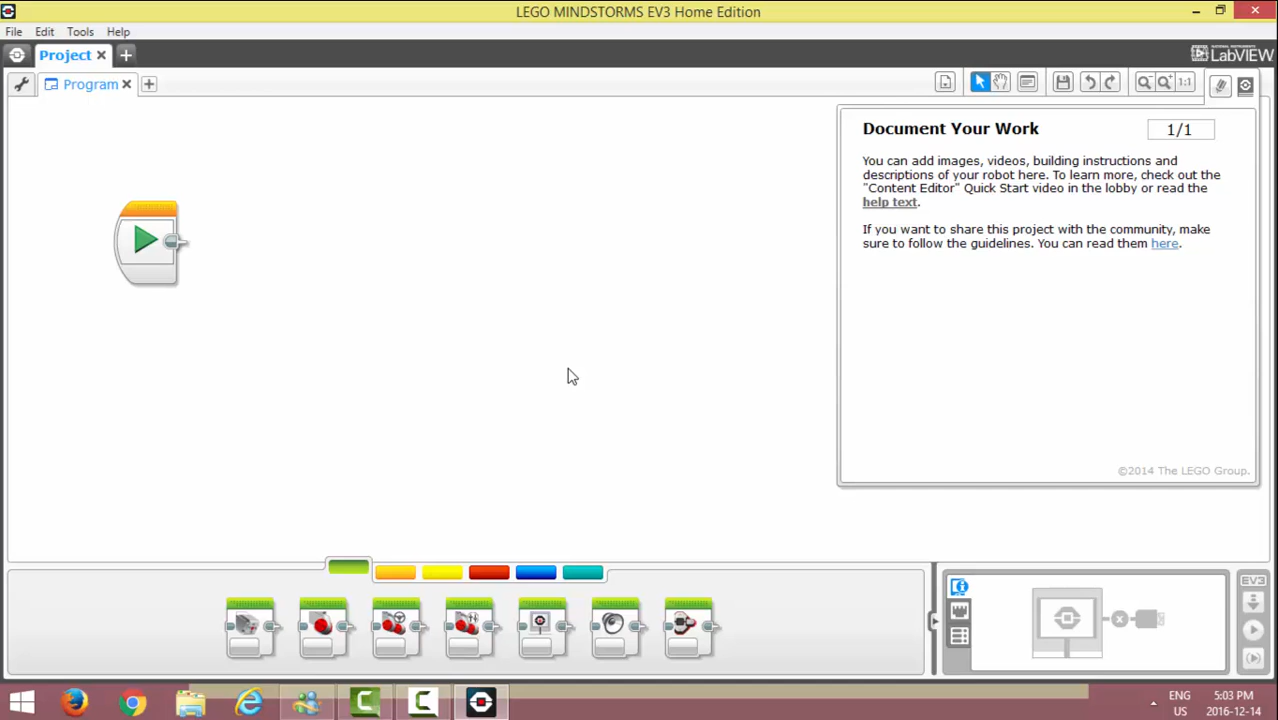 LEGO MINDSTORMS EV3 Home Edition
File Edit Tools Help
Project
NATIONAL INSTRUMENTS
LabVIEW
Program
1:1
Document Your Work
1/1
You can add images, videos, building instructions and
descriptions of your robot here. To learn more, check out the
"Content Editor" Quick Start video in the lobby or read the
help text.
If you want to share this project with the community, make
sure to follow the guidelines. You can read them here.
©2014 The LEGO Group.
EV3
ENG
US
5:03 PM
2016-12-14